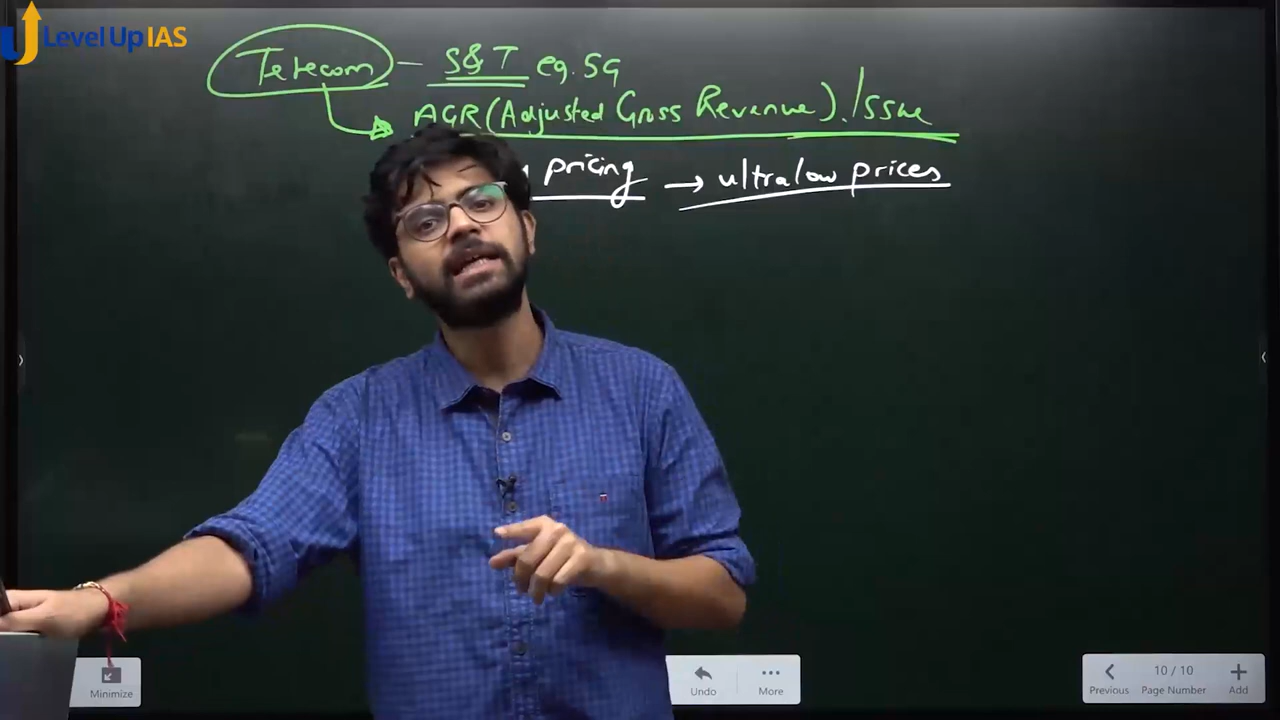 Level Up IAS
Telecom - S&T eg. 5G
AGR (Adjusted Gross Revenue). Issue
pricing → ultralow prices
Minimize
Undo
More
Previous
10 / 10
Page Number
Add